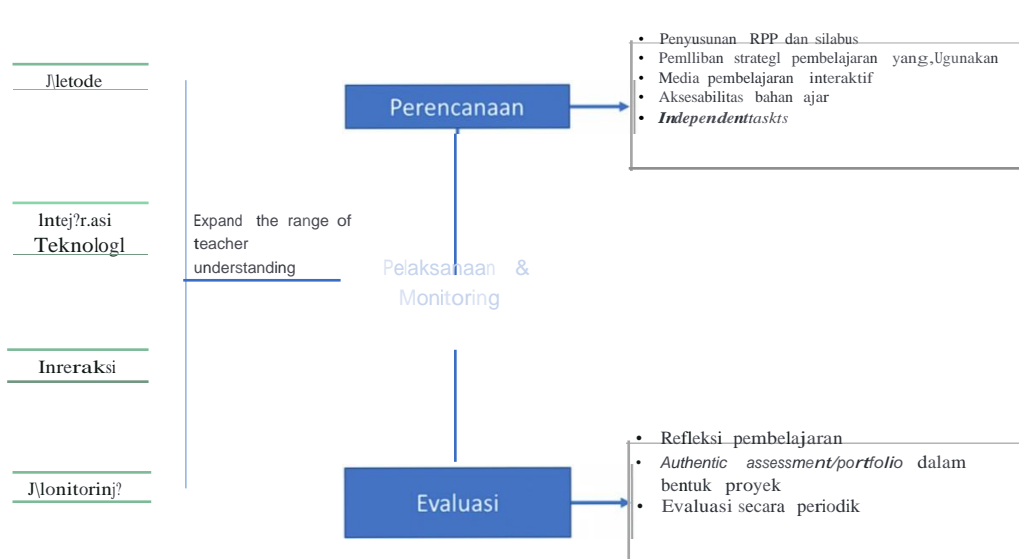 J\letode
lntej?r.asi
Teknologl
Inreraksi
J\lonitorinj?
Expand the range of
teacher
understanding
Perencanaan
Pelaksanaan &
Monitoring
Evaluasi
• Penyusunan RPP dan silabus
• Pemlliban strategl pembelajaran yang,Ugunakan
• Media pembelajaran interaktif
• Aksesabilitas bahan ajar
• Independenttaskts
• Refleksi pembelajaran
• Authentic assessment/portfolio dalam
bentuk proyek
• Evaluasi secara periodik